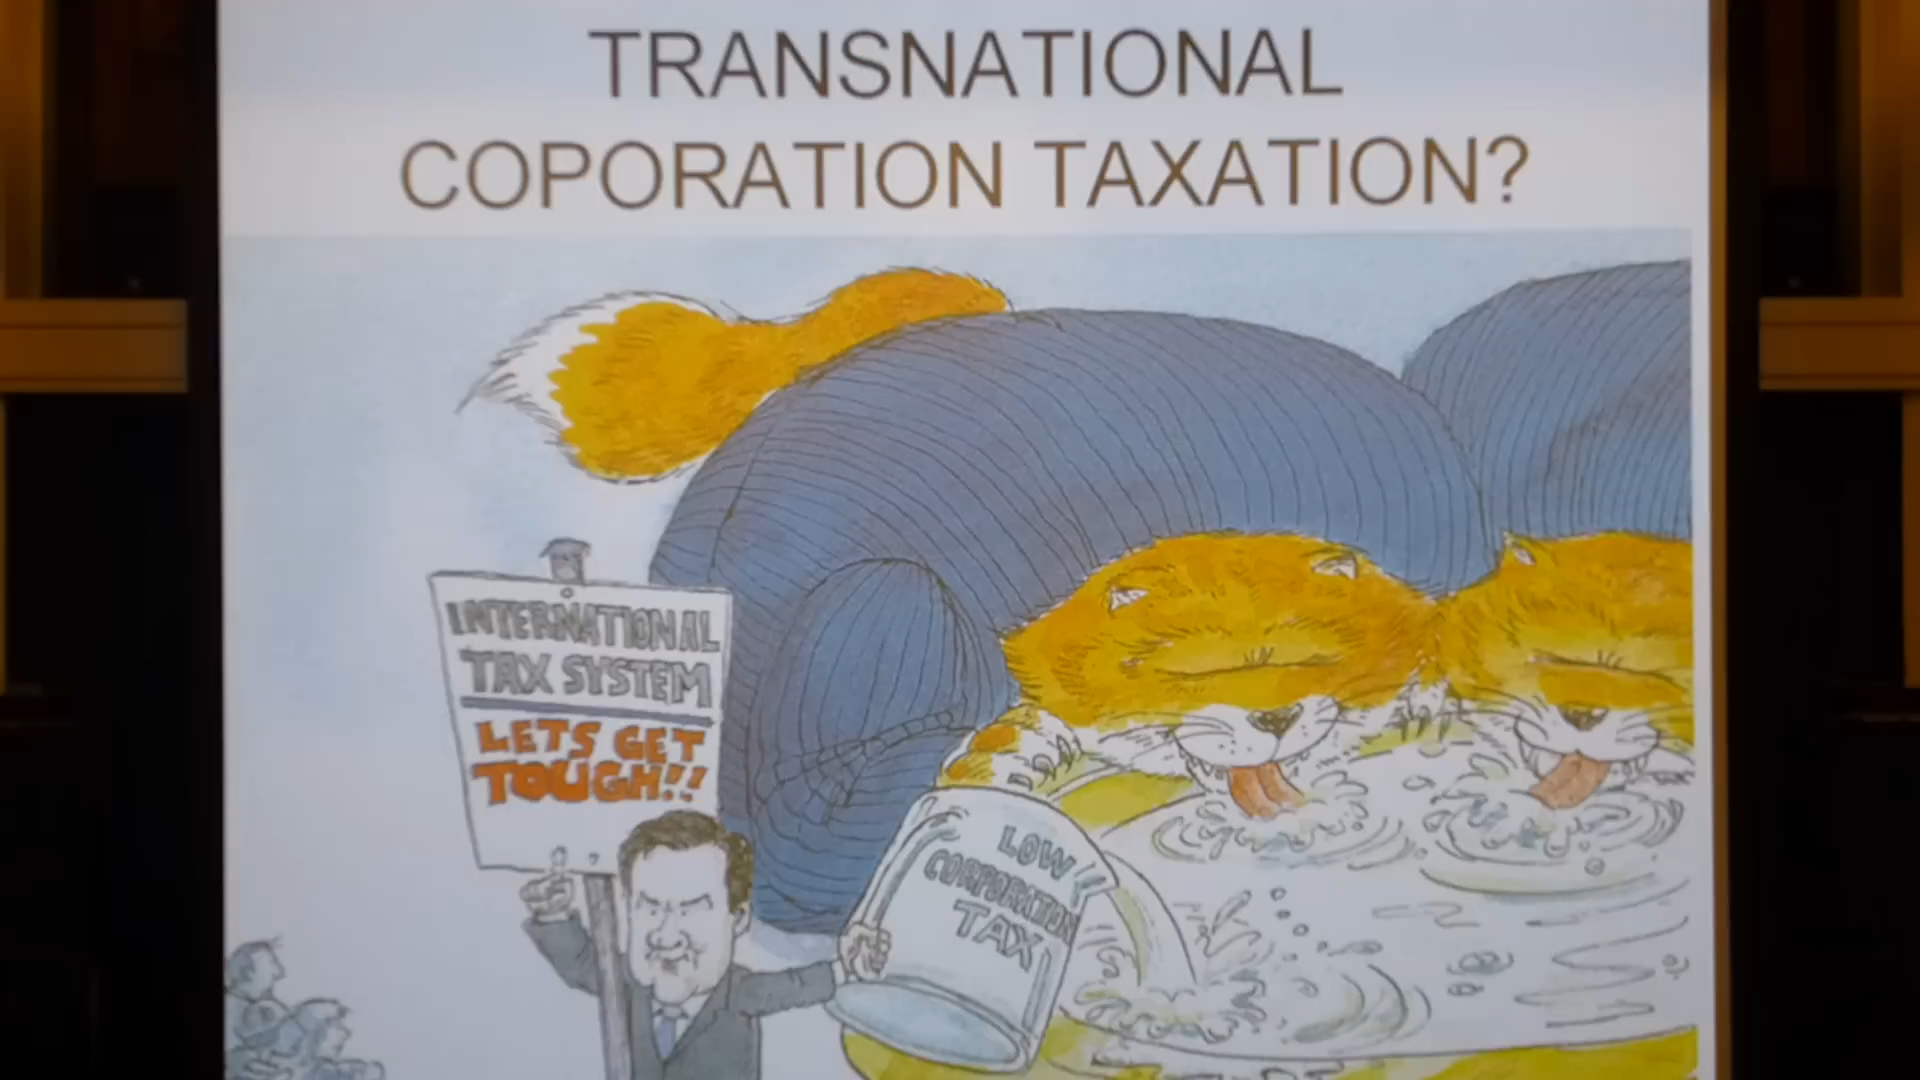 TRANSNATIONAL
COPORATION TAXATION?
INTERNATIONAL
TAX SYSTEM
LETS GET
TOUGH!!
LOW
CORPORATION
TAX